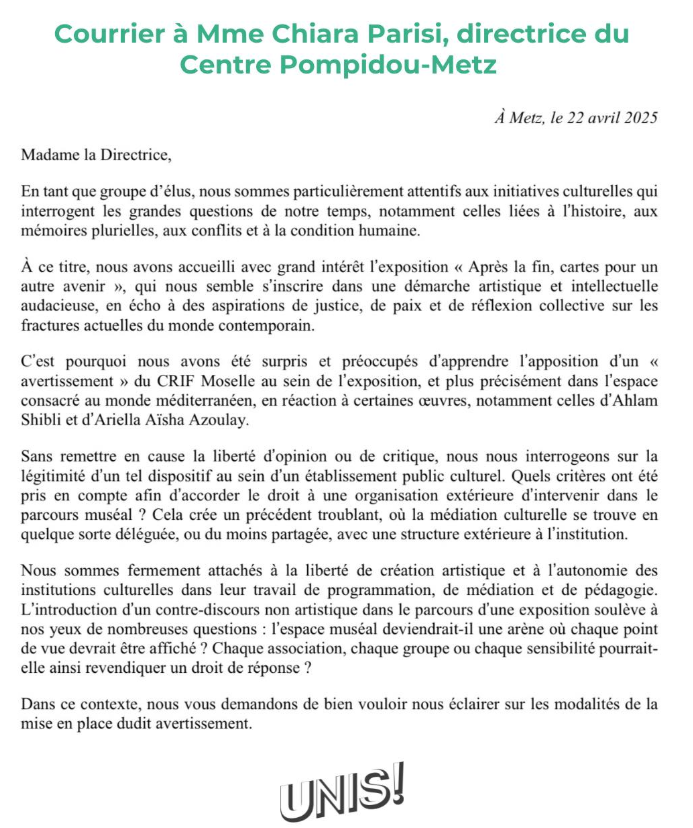 Courrier à Mme Chiara Parisi, directrice du
Centre Pompidou-Metz
À Metz, le 22 avril 2025
Madame la Directrice,
En tant que groupe d'élus, nous sommes particulièrement attentifs aux initiatives culturelles qui
interrogent les grandes questions de notre temps, notamment celles liées à l'histoire, aux
mémoires plurielles, aux conflits et à la condition humaine.
À ce titre, nous avons accueilli avec grand intérêt l'exposition « Après la fin, cartes pour un
autre avenir », qui nous semble s'inscrire dans une démarche artistique et intellectuelle
audacieuse, en écho à des aspirations de justice, de paix et de réflexion collective sur les
fractures actuelles du monde contemporain.
C'est pourquoi nous avons été surpris et préoccupés d'apprendre l'apposition d'un «
avertissement » du CRIF Moselle au sein de l'exposition, et plus précisément dans l'espace
consacré au monde méditerranéen, en réaction à certaines œuvres, notamment celles d'Ahlam
Shibli et d'Ariella Aïsha Azoulay.
Sans remettre en cause la liberté d'opinion ou de critique, nous nous interrogeons sur la
légitimité d'un tel dispositif au sein d'un établissement public culturel. Quels critères ont été
pris en compte afin d'accorder le droit à une organisation extérieure d'intervenir dans le
parcours muséal ? Cela crée un précédent troublant, où la médiation culturelle se trouve en
quelque sorte déléguée, ou du moins partagée, avec une structure extérieure à l'institution.
Nous sommes fermement attachés à la liberté de création artistique et à l'autonomie des
institutions culturelles dans leur travail de programmation, de médiation et de pédagogie.
L'introduction d'un contre-discours non artistique dans le parcours d'une exposition soulève à
nos yeux de nombreuses questions : l'espace muséal deviendrait-il une arène où chaque point
de vue devrait être affiché ? Chaque association, chaque groupe ou chaque sensibilité pourrait-
elle ainsi revendiquer un droit de réponse ?
Dans ce contexte, nous vous demandons de bien vouloir nous éclairer sur les modalités de la
mise en place dudit avertissement.
UNIS!